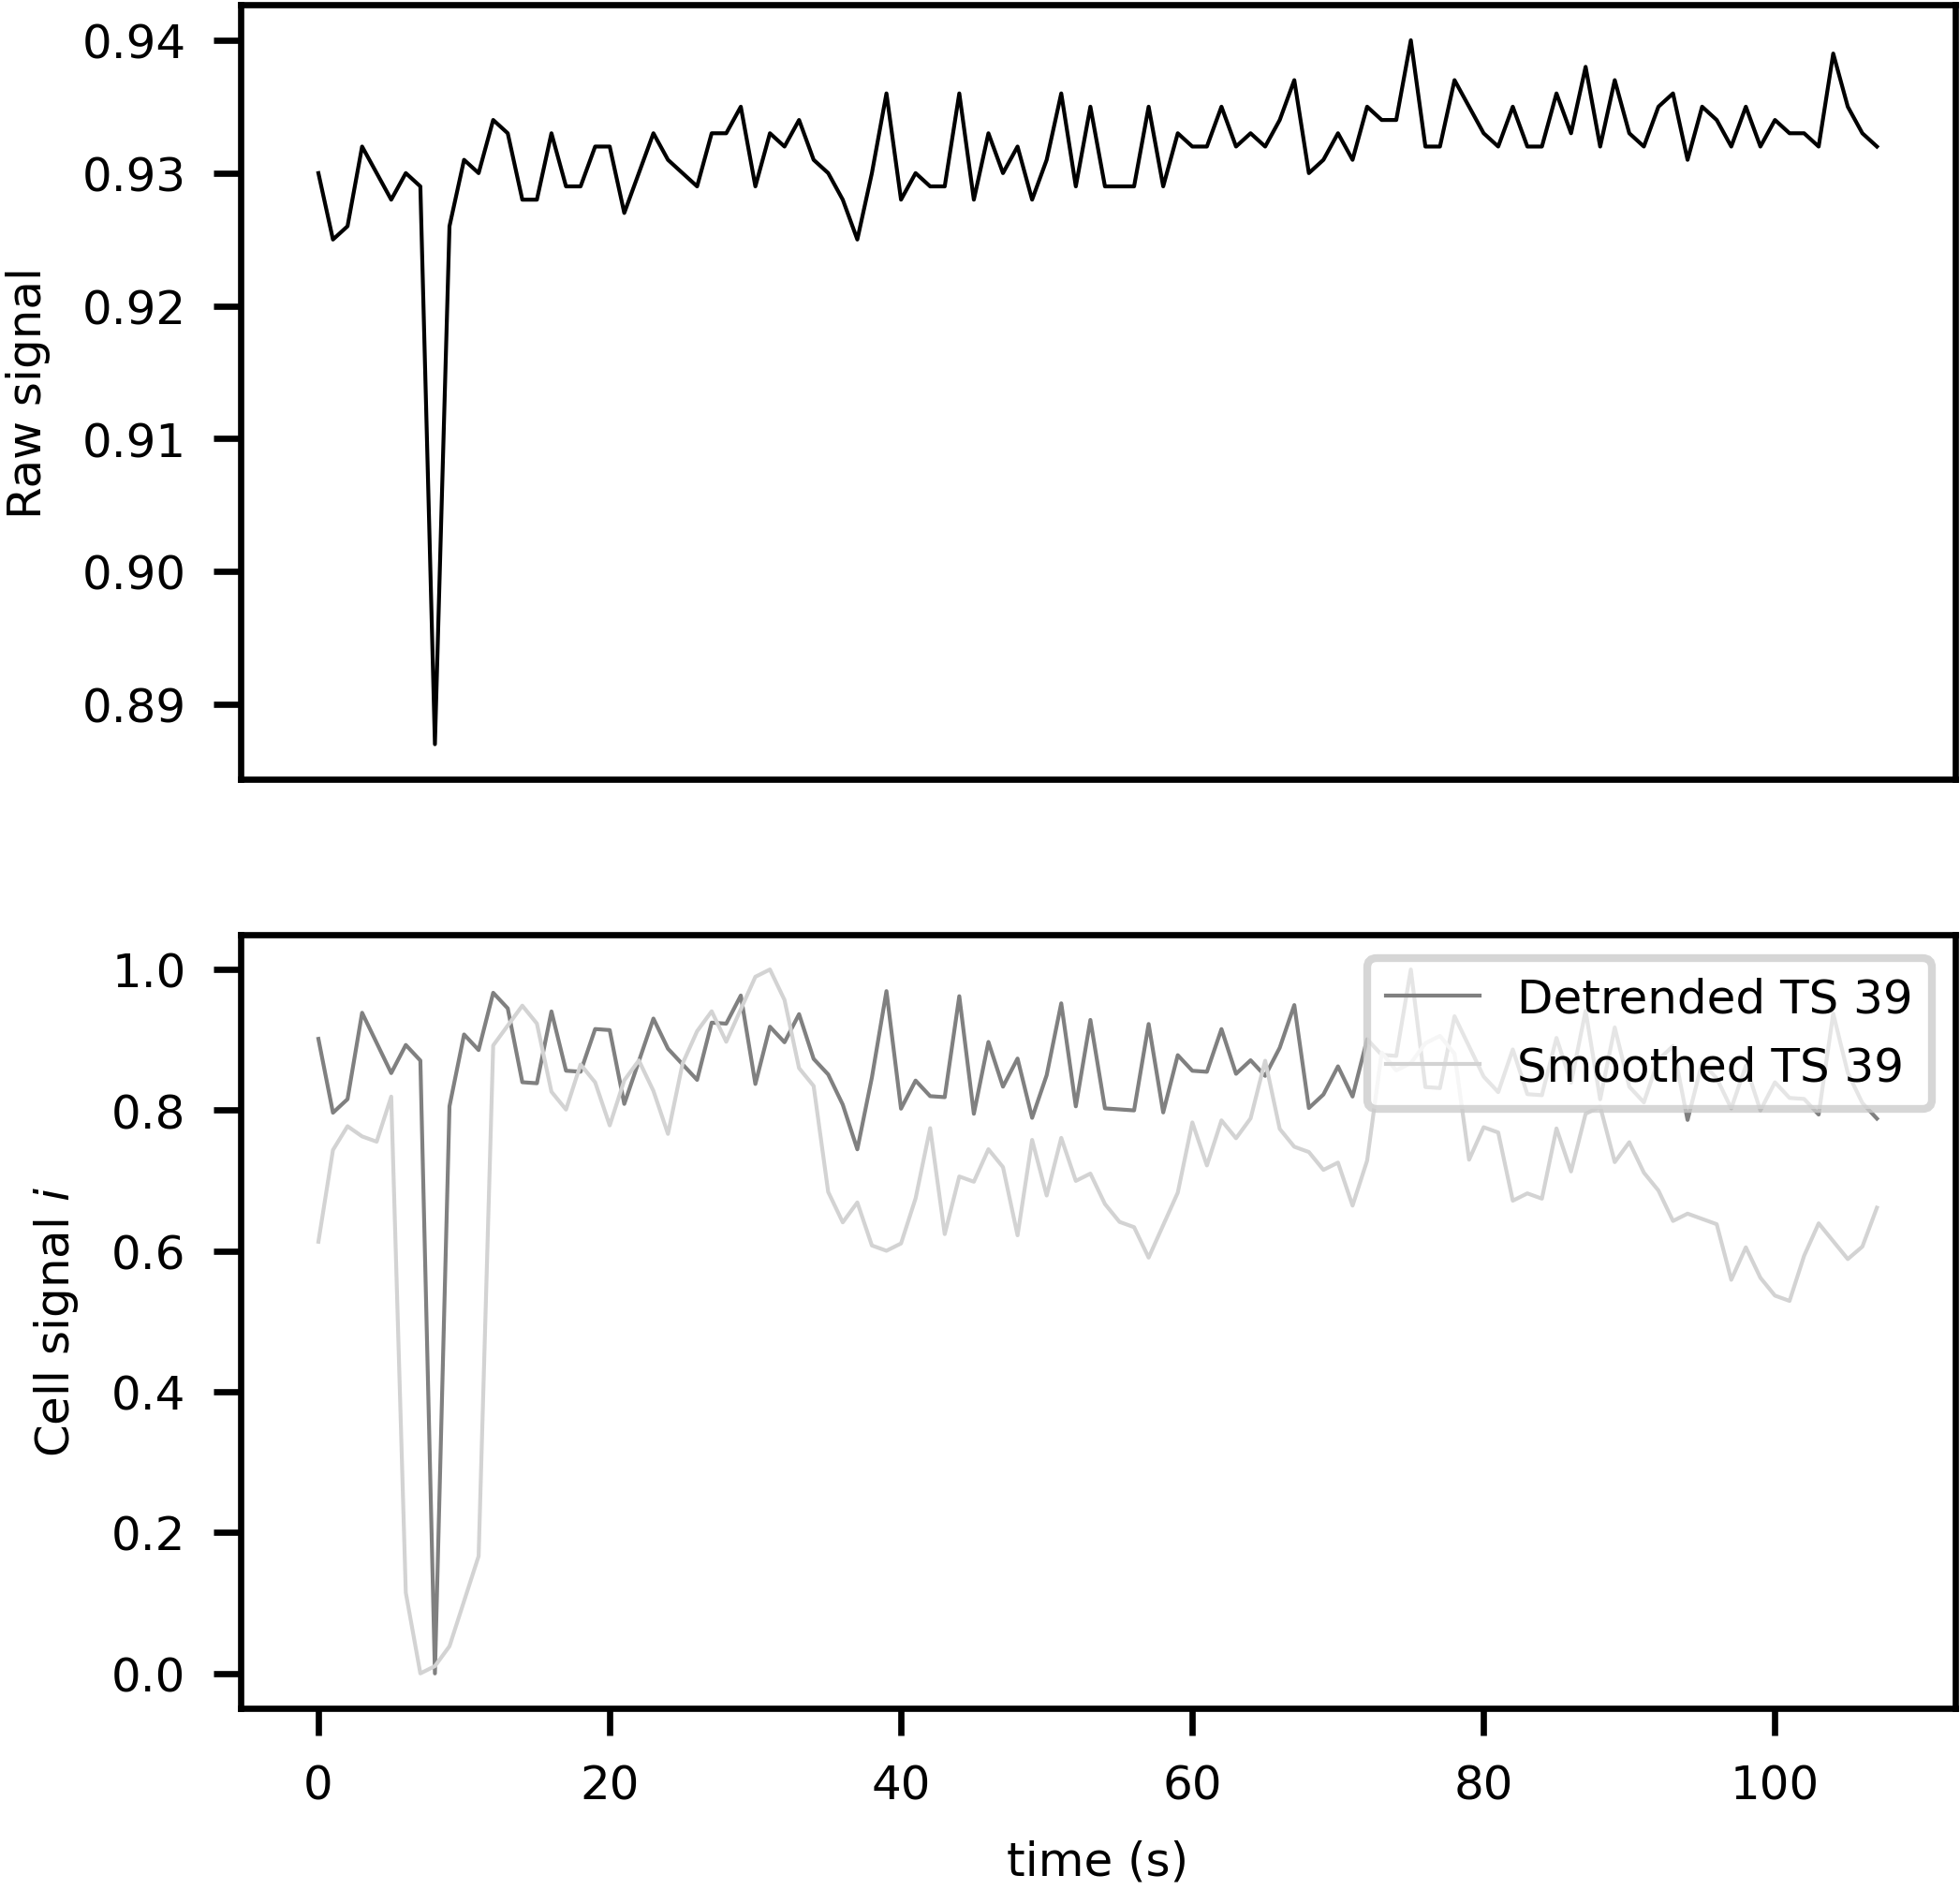 Raw signal
0.94
0.93
0.92
0.91
0.90
0.89
Cell signal i
1.0
0.8
0.6
0.4
0.2
0.0
Detrended TS 39
Smoothed TS 39
0 20 40 60 80 100
time (s)